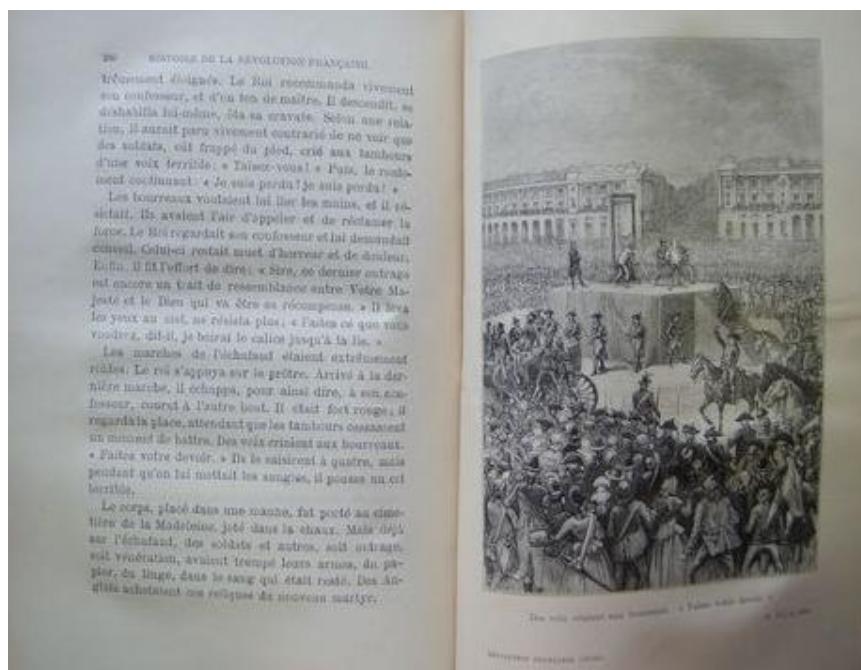 HISTOIRE DE LA RÉVOLUTION FRANÇAISE.
trêmement éloignés. Le Roi recommanda vivement
son confesseur, et d'un ton de maître. Il descendit, se
déshabilla lui-même, ôta sa cravate. Selon une rela-
tion, il aurait paru vivement contrarié de ne voir que
des soldats, eût frappé du pied, crié aux tambours
d'une voix terrible : « Taisez-vous ! » Puis, le roule-
ment continuant : « Je suis perdu ! je suis perdu ! »
Les bourreaux voulaient lui lier les mains, et il ré-
sistait. Ils avaient l'air d'appeler et de réclamer la
force. Le Roi regardait son confesseur et lui demandait
conseil. Celui-ci restait muet d'horreur et de douleur.
Enfin, il fit l'effort de dire : « Sire, ce dernier outrage
est encore un trait de ressemblance entre Votre Ma-
jesté et le Dieu qui va être sa récompense. » Il leva
les yeux au ciel, ne résista plus : « Faites ce que vous
voudrez, dit-il, je boirai le calice jusqu'à la lie. »
Les marches de l'échafaud étaient extrêmement
roides. Le roi s'appuya sur le prêtre. Arrivé à la der-
nière marche, il échappa, pour ainsi dire, à son con-
fesseur, courut à l'autre bout. Il était fort rouge ; il
regarda la place, attendant que les tambours cessassent
un moment de battre. Des voix criaient aux bourreaux.
« Faites votre devoir. » Ils le saisirent à quatre, mais
pendant qu'on lui mettait les sangles, il poussa un cri
terrible.
Le corps, placé dans une manne, fut porté au cime-
tière de la Madeleine, jeté dans la chaux. Mais déjà
sur l'échafaud, des soldats et autres, soit outrage,
soit vénération, avaient trempé leurs armes, du pa-
pier, du linge, dans le sang qui était resté. Des An-
glais achetaient ces reliques du nouveau martyr.
Des voix criaient aux bourreaux : « Faites votre devoir. »
RÉVOLUTION FRANÇAISE